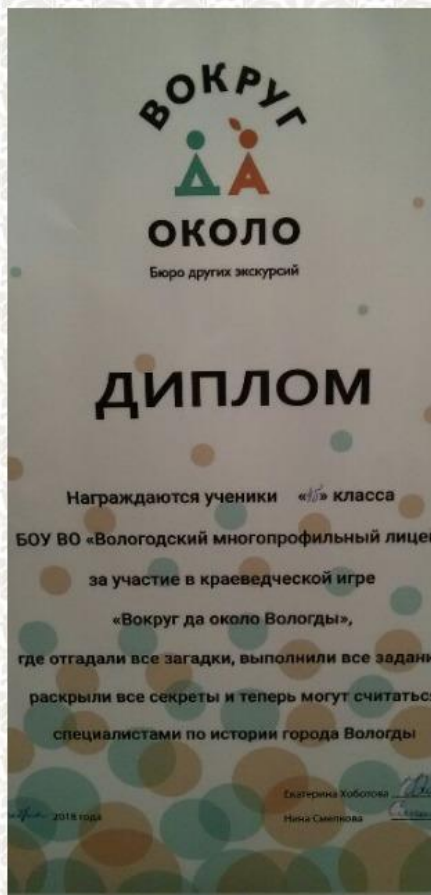 ВОКРУГ
ДА
ОКОЛО
Бюро других экскурсий
ДИПЛОМ
Награждаются ученики « » класса
БОУ ВО «Вологодский многопрофильный лице
за участие в краеведческой игре
«Вокруг да около Вологды»,
где отгадали все загадки, выполнили все задани
раскрыли все секреты и теперь могут считатьс
специалистами по истории города Вологды
Екатерина Хоботова
2018 года
Нина Смелкова